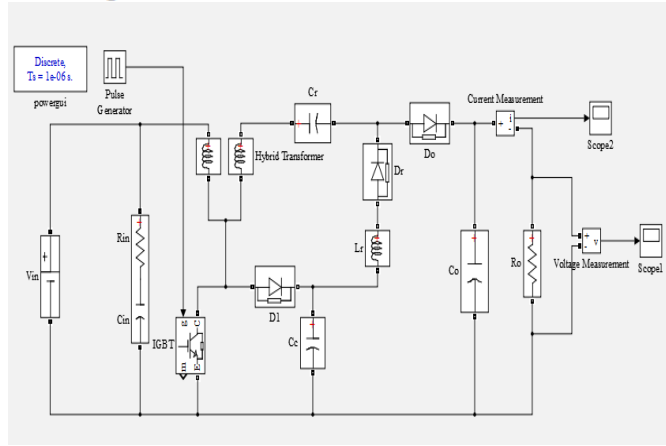 Discrete,
Ts = 1e-06 s.
powergui
Pulse
Generator
Cr
Current Measurement
+
i
-
Scope2
Hybrid Transformer
Do
Dr
Rin
Lr
Vin
Cin
D1
Co
Ro
+
v
-
Voltage Measurement
Scope1
IGBT
g
C
m
E
Cc